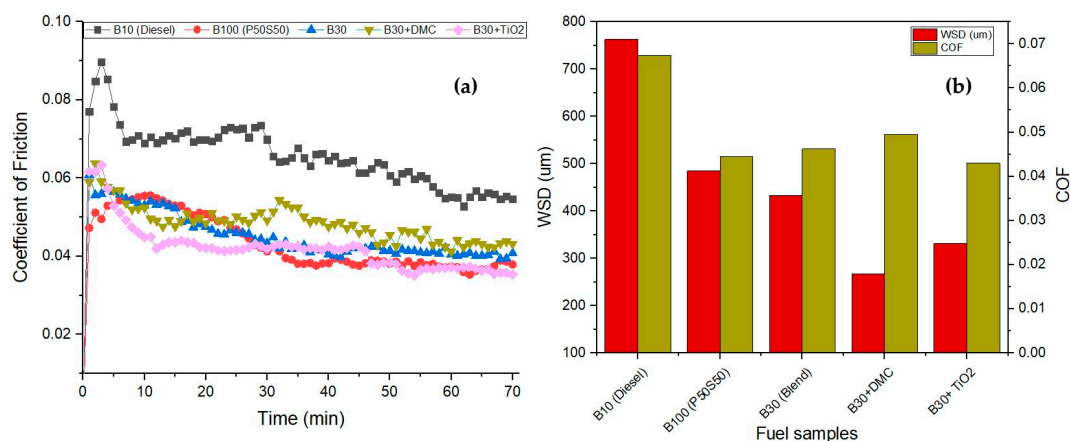 0.10
0.08
0.06
0.04
0.02
Coefficient of Friction
B10 (Diesel) B100 (P50S50) B30 B30+DMC B30+TiO2
(a)
0 10 20 30 40 50 60 70
Time (min)
800
700
600
500
400
300
200
100
WSD (um)
WSD (um)
COF
(b)
0.07
0.06
0.05
0.04
0.03
0.02
0.01
0.00
COF
B10 (Diesel)
B100 (P50S50)
B30 (Blend)
B30+DMC
B30+ TiO2
Fuel samples